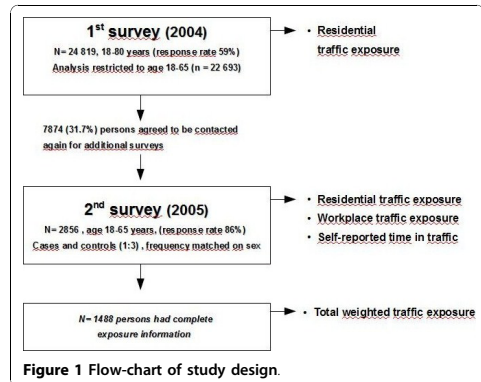 1st survey (2004)
N= 24 819, 18-80 years (response rate 59%)
Analysis restricted to age 18-65 (n = 22 693)
• Residential
traffic exposure
7874 (31.7%) persons agreed to be contacted
again for additional surveys
2nd survey (2005)
N= 2856 , age 18-65 years, (response rate 86%)
Cases and controls (1:3) , frequency matched on sex
• Residential traffic exposure
• Workplace traffic exposure
• Self-reported time in traffic
N= 1488 persons had complete
exposure information
• Total weighted traffic exposure
Figure 1 Flow-chart of study design.